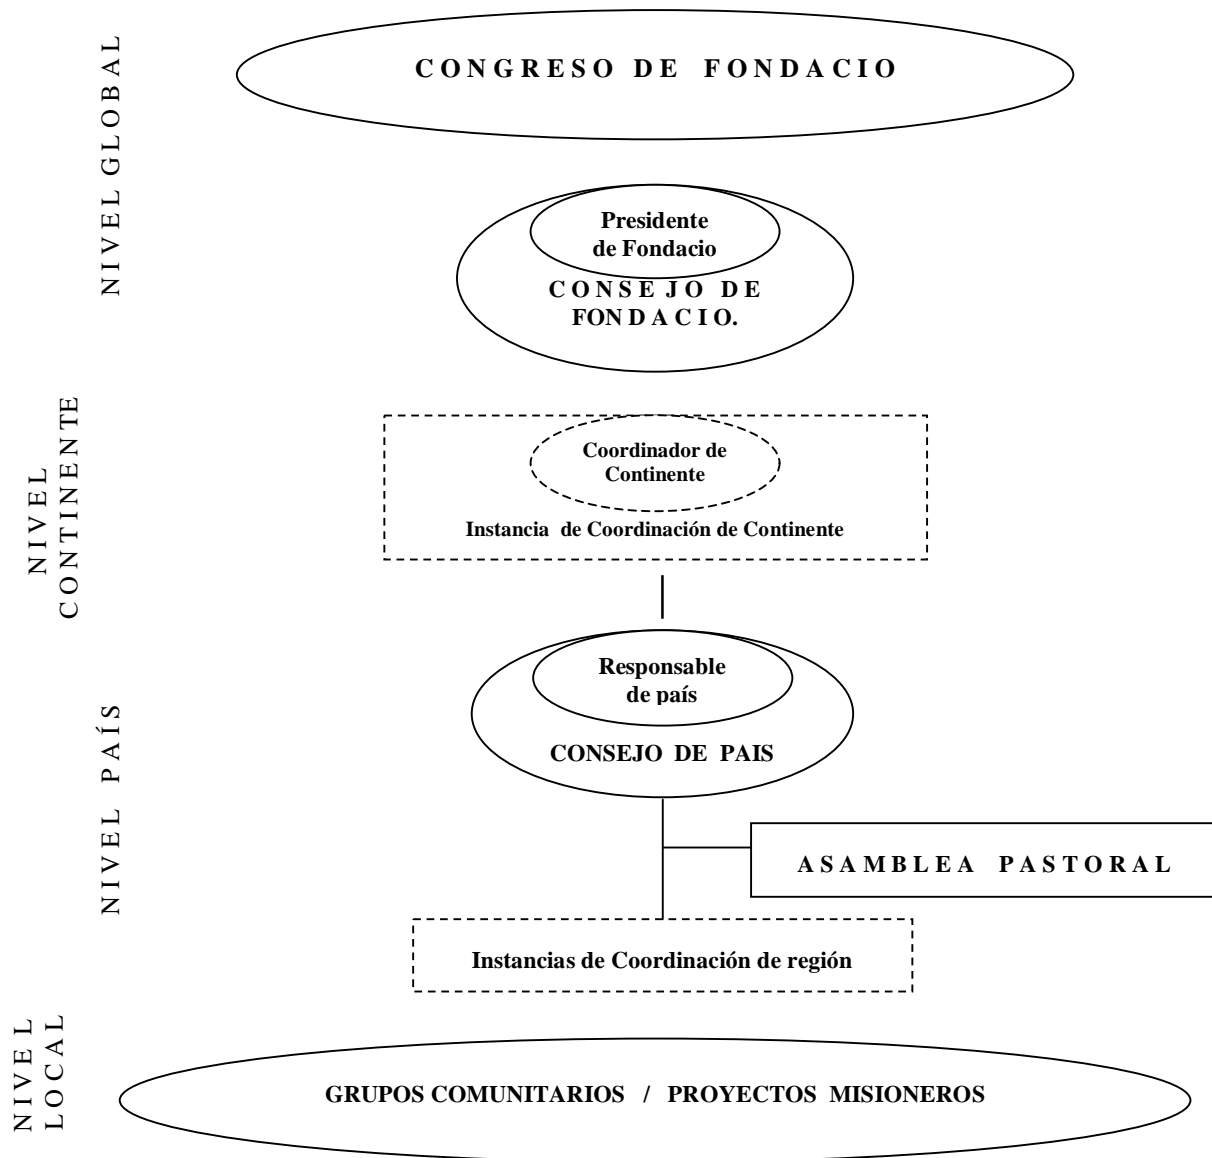 NIVEL GLOBAL
CONGRESO DE FONDACIO
Presidente
de Fondacio
CONSEJO DE
FONDACIO.
NIVEL
CONTINENTE
Coordinador de
Continente
Instancia de Coordinación de Continente
NIVEL PAÍS
Responsable
de país
CONSEJO DE PAIS
ASAMBLEA PASTORAL
Instancias de Coordinación de región
NIVEL
LOCAL
GRUPOS COMUNITARIOS / PROYECTOS MISIONEROS